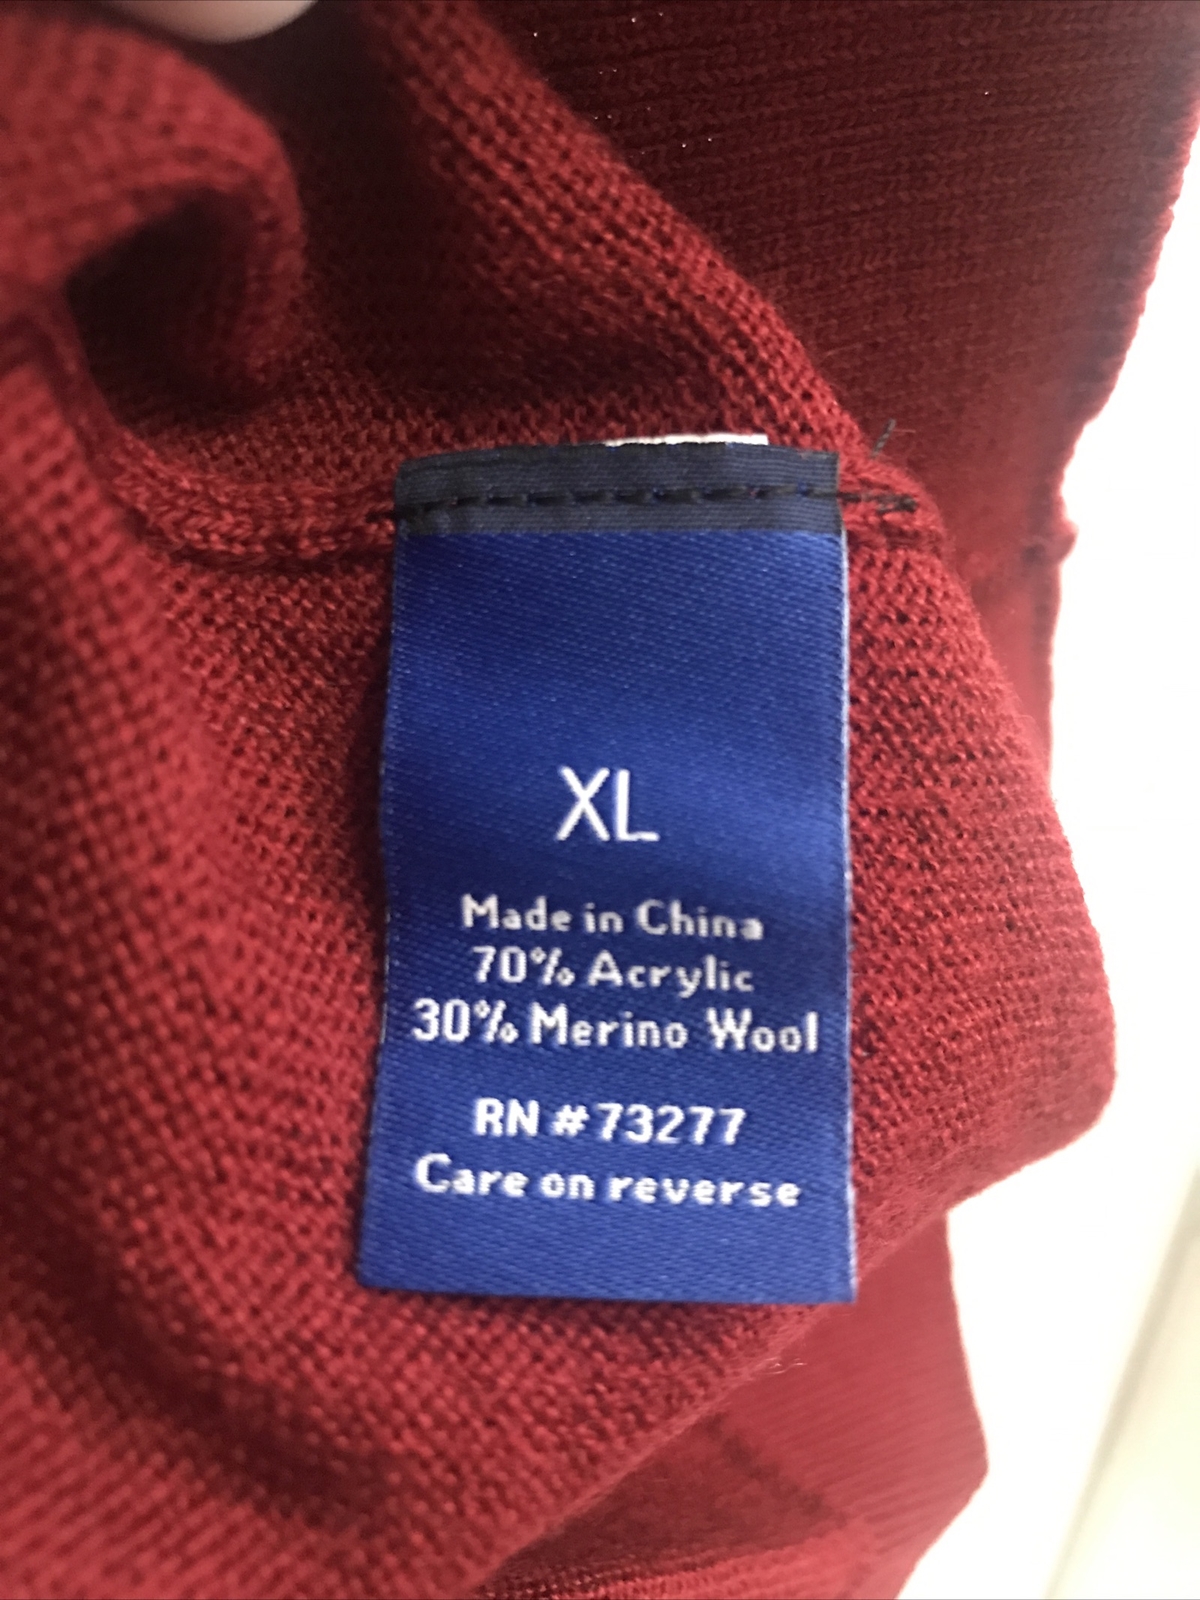 XL
Made in China
70% Acrylic
30% Merino Wool
RN #73277
Care on reverse